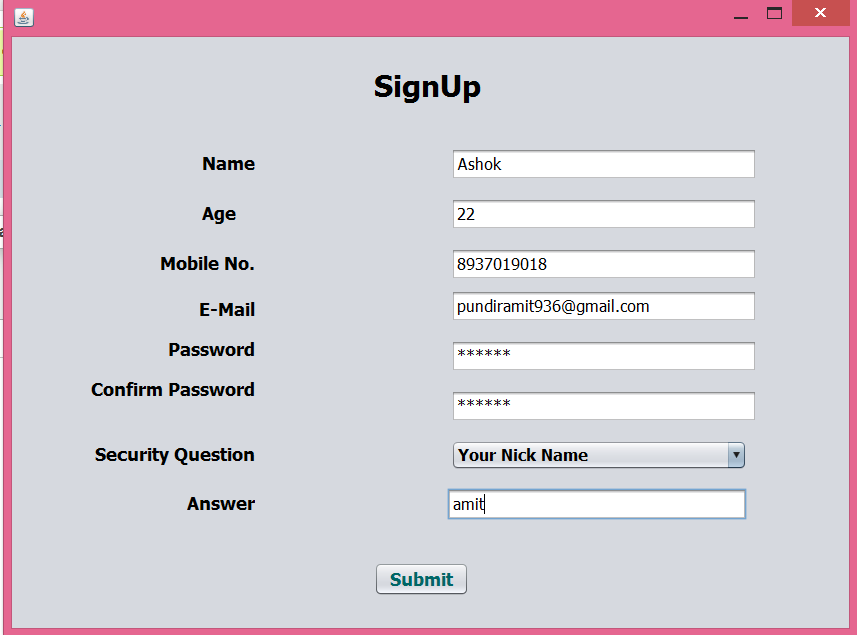 SignUp
Name Ashok
Age 22
Mobile No. 8937019018
E-Mail pundiramit936@gmail.com
Password ******
Confirm Password ******
Security Question Your Nick Name
Answer amit
Submit